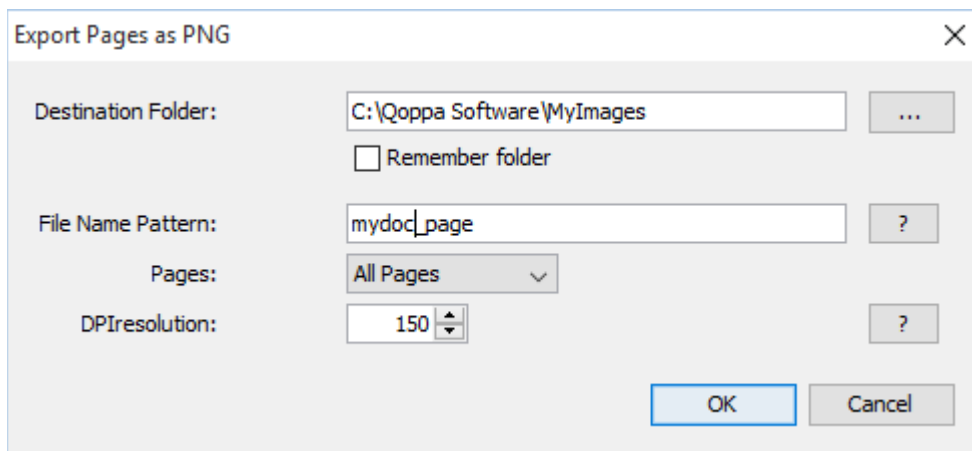 Export Pages as PNG
Destination Folder: C:\Qoppa Software\MyImages ...
Remember folder
File Name Pattern: mydoc_page ?
Pages: All Pages
DPIresolution: 150 ?
OK Cancel